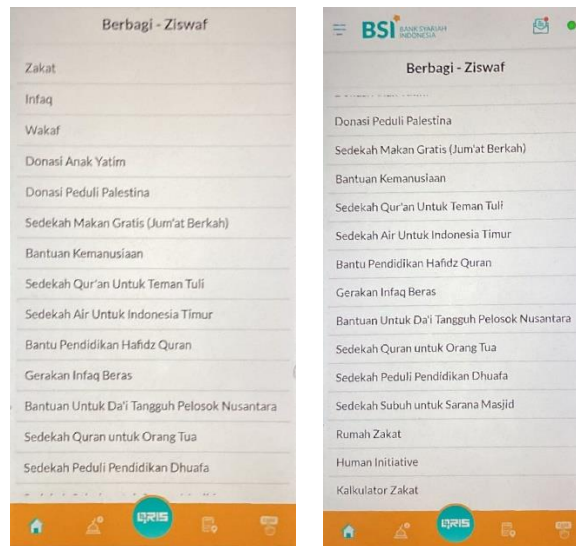 Berbagi - Ziswaf
Zakat
Infaq
Wakaf
Donasi Anak Yatim
Donasi Peduli Palestina
Sedekah Makan Gratis (Jum'at Berkah)
Bantuan Kemanusiaan
Sedekah Qur'an Untuk Teman Tuli
Sedekah Air Untuk Indonesia Timur
Bantu Pendidikan Hafidz Quran
Gerakan Infaq Beras
Bantuan Untuk Da'i Tangguh Pelosok Nusantara
Sedekah Quran untuk Orang Tua
Sedekah Peduli Pendidikan Dhuafa
QRIS
BSI BANK SYARIAH
INDONESIA
Berbagi - Ziswaf
Donasi Peduli Palestina
Sedekah Makan Gratis (Jum'at Berkah)
Bantuan Kemanusiaan
Sedekah Qur'an Untuk Teman Tuli
Sedekah Air Untuk Indonesia Timur
Bantu Pendidikan Hafidz Quran
Gerakan Infaq Beras
Bantuan Untuk Da'i Tangguh Pelosok Nusantara
Sedekah Quran untuk Orang Tua
Sedekah Peduli Pendidikan Dhuafa
Sedekah Subuh untuk Sarana Masjid
Rumah Zakat
Human Initiative
Kalkulator Zakat
QRIS